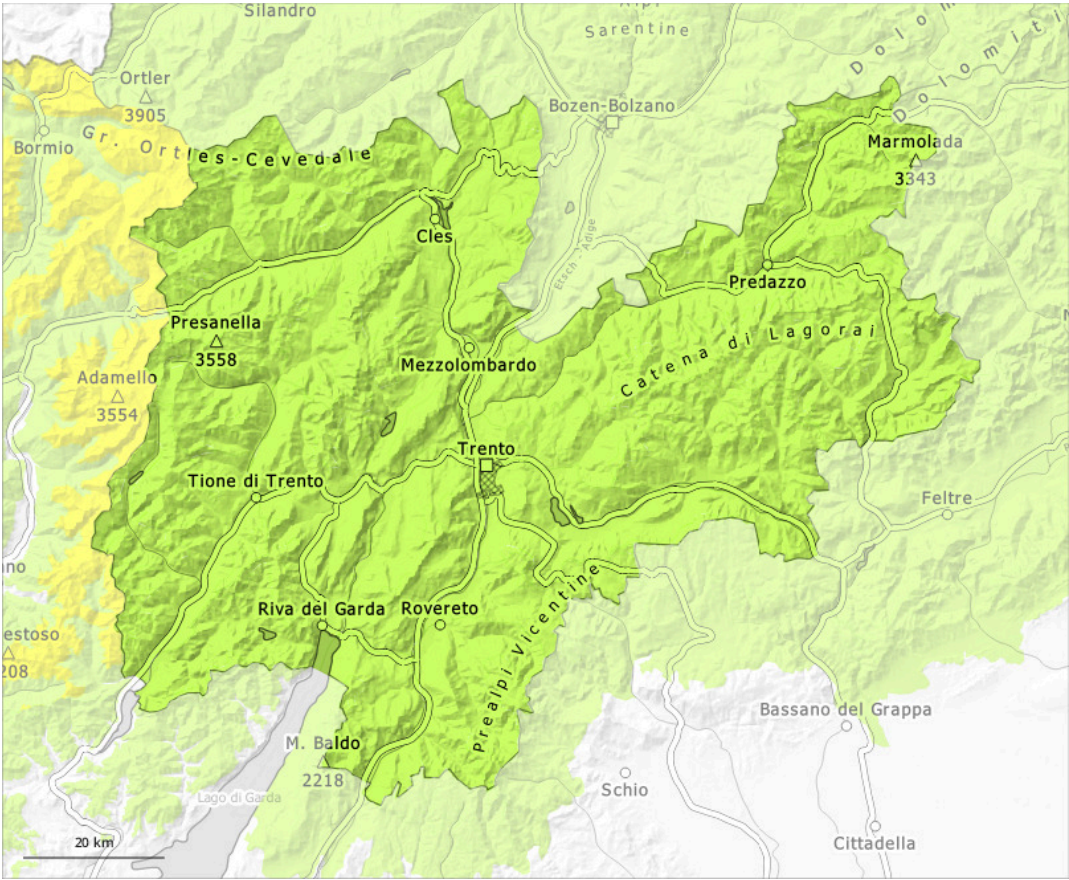 Silandro
Sarentine
Dolomiti
Ortler
3905
Bozen-Bolzano
Bormio
Gr. Ortles-Cevedale
Marmolada
3343
Cles
Etsch - Adige
Predazzo
Presanella
3558
Catena di Lagorai
Mezzolombardo
Adamello
3554
Trento
Tione di Trento
Feltre
Riva del Garda
Rovereto
Prealpi Vicentine
Bassano del Grappa
M. Baldo
2218
Schio
Lago di Garda
20 km
Cittadella